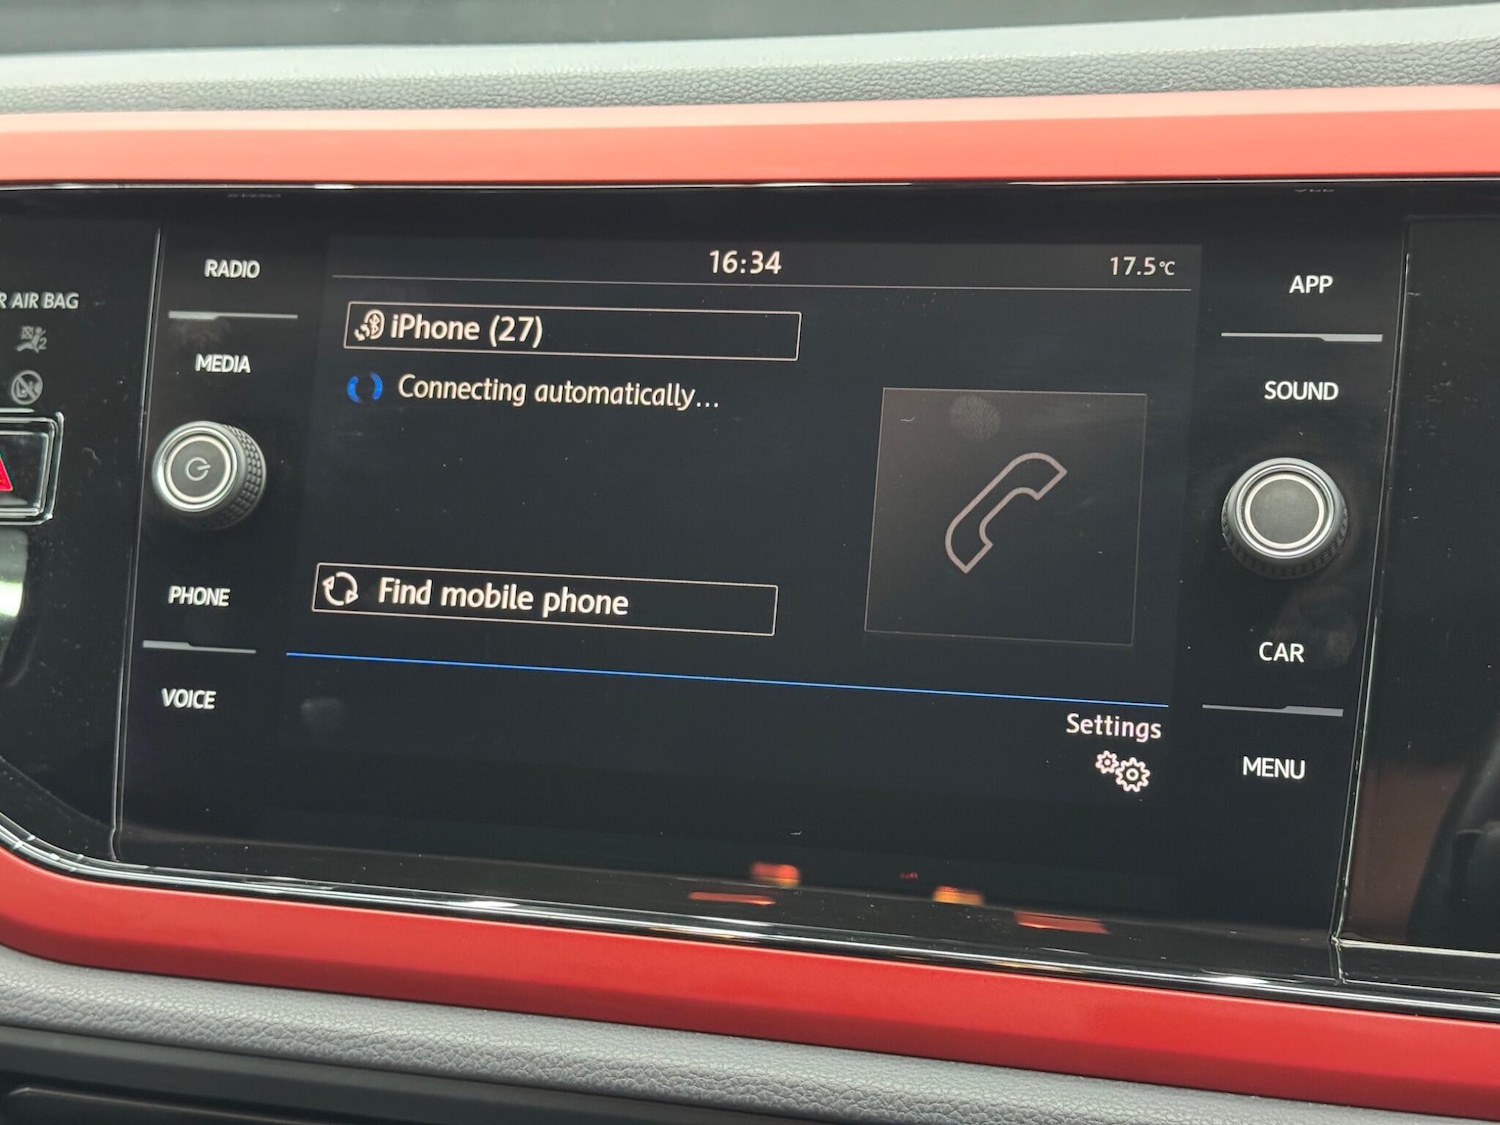 16:34
17.5°C
RADIO
MEDIA
PHONE
VOICE
iPhone (27)
Connecting automatically...
Find mobile phone
Settings
APP
SOUND
CAR
MENU
R AIR BAG